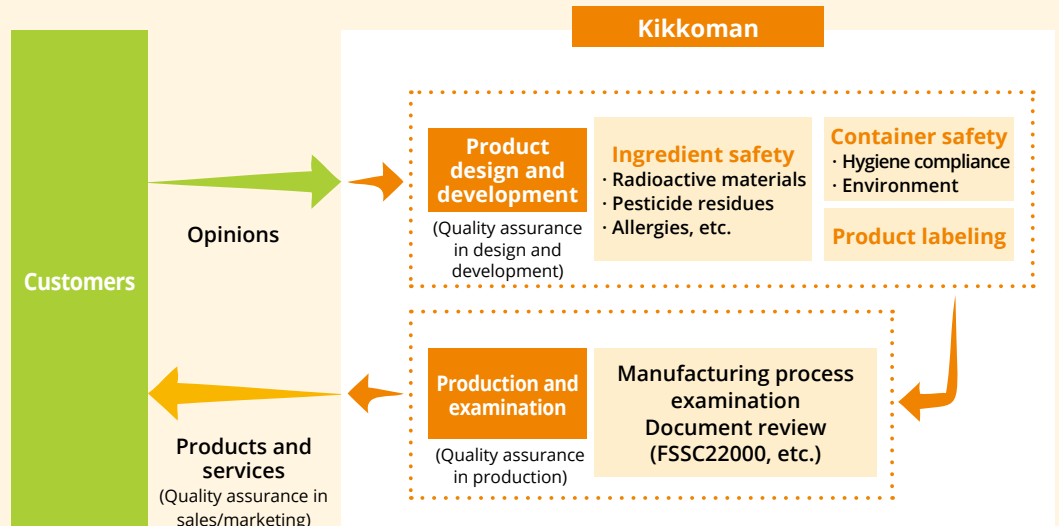 Kikkoman
Customers
Opinions
Product
design and
development
(Quality assurance
in design and
development)
Ingredient safety
· Radioactive materials
· Pesticide residues
· Allergies, etc.
Container safety
· Hygiene compliance
· Environment
Product labeling
Production and
examination
(Quality assurance
in production)
Manufacturing process
examination
Document review
(FSSC22000, etc.)
Products and
services
(Quality assurance in
sales/marketing)